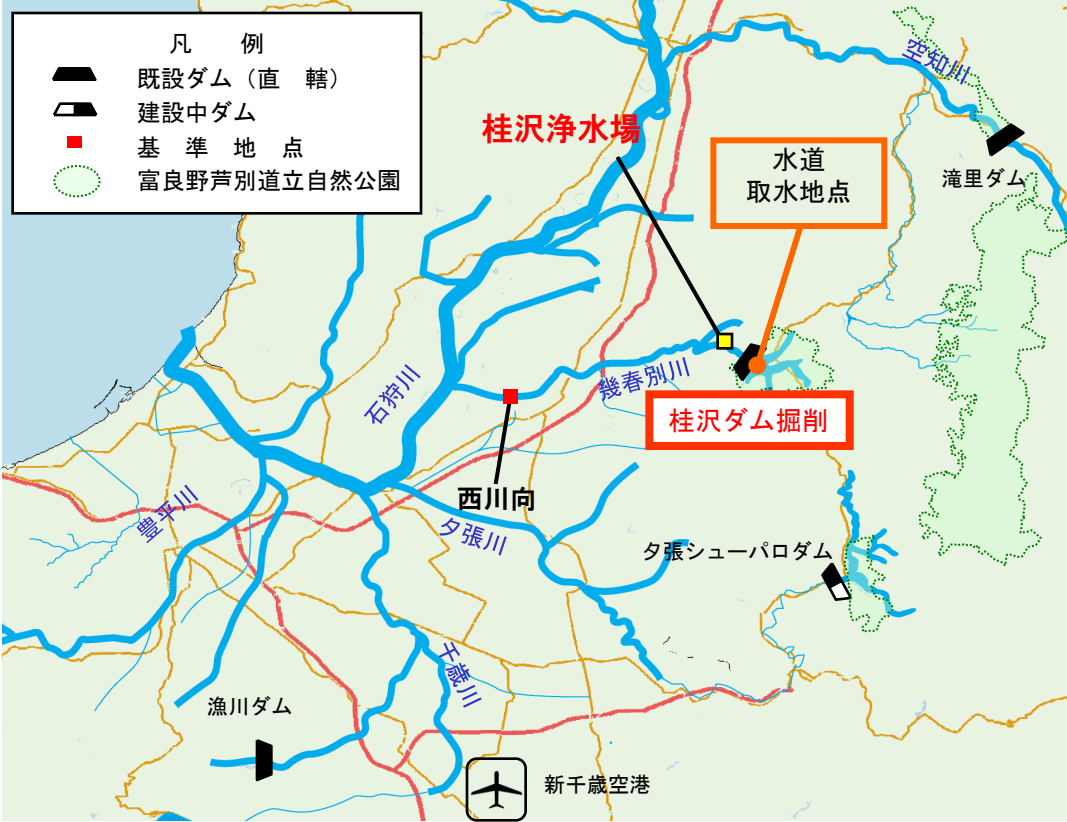 凡　例
既設ダム（直　轄）
建設中ダム
基　準　地　点
富良野芦別道立自然公園
空知川
桂沢浄水場
水道
取水地点
滝里ダム
石狩川
幾春別川
桂沢ダム掘削
豊平川
西川向
夕張川
夕張シューパロダム
千歳川
漁川ダム
新千歳空港